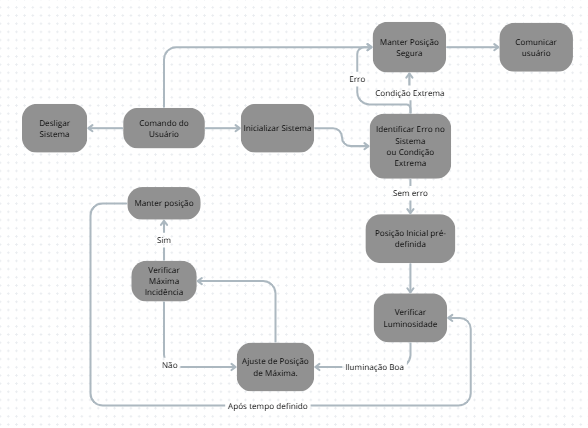 Manter Posição
Segura
Comunicar
usuário
Erro
Condição Extrema
Desligar
Sistema
Comando do
Usuário
Inicializar Sistema
Identificar Erro no
Sistema
ou Condição
Extrema
Sem erro
Manter posição
Posição Inicial pré-
definida
Sim
Verificar
Máxima
Incidência
Verificar
Luminosidade
Não
Ajuste de Posição
de Máxima.
Iluminação Boa
Após tempo definido